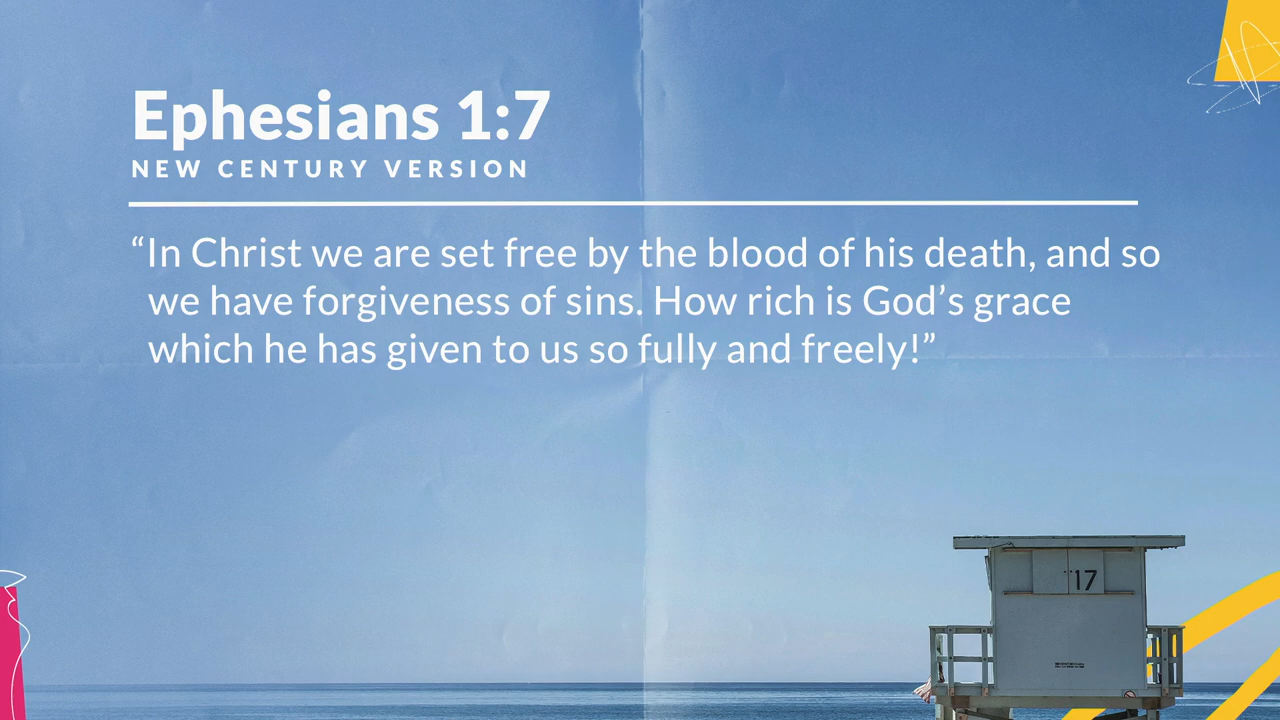 Ephesians 1:7
NEW CENTURY VERSION
“In Christ we are set free by the blood of his death, and so
we have forgiveness of sins. How rich is God’s grace
which he has given to us so fully and freely!”
17